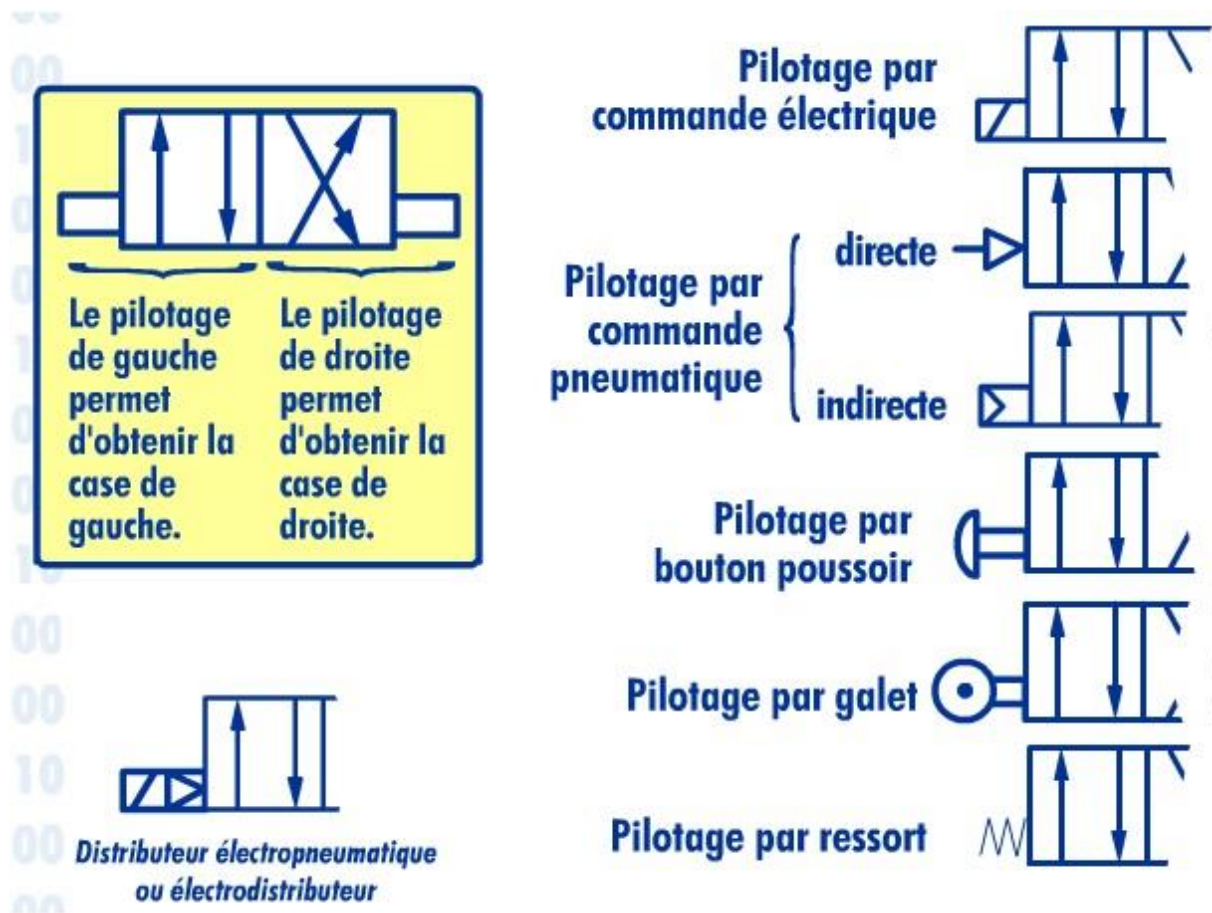 Le pilotage
de gauche
permet
d'obtenir la
case de
gauche.
Le pilotage
de droite
permet
d'obtenir la
case de
droite.
Distributeur électropneumatique
ou électrodistributeur
Pilotage par
commande électrique
Pilotage par
commande
pneumatique
directe
indirecte
Pilotage par
bouton poussoir
Pilotage par galet
Pilotage par ressort